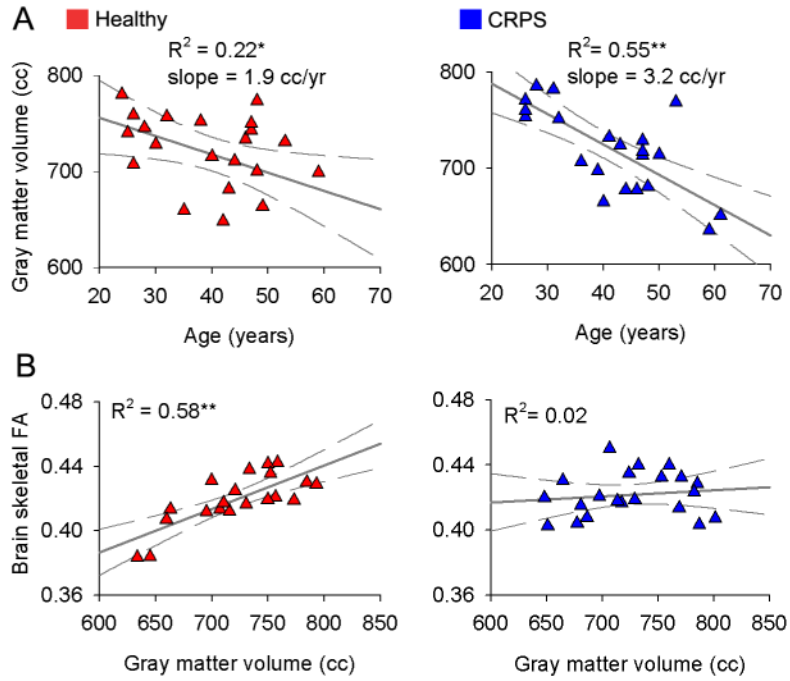 A
Healthy
CRPS
R² = 0.22*
slope = 1.9 cc/yr
R²= 0.55**
slope = 3.2 cc/yr
Gray matter volume (cc)
800
700
600
20 30 40 50 60 70
Age (years)
800
700
600
20 30 40 50 60 70
Age (years)
B
R² = 0.58**
R²= 0.02
Brain skeletal FA
0.48
0.44
0.40
0.36
600 650 700 750 800 850
Gray matter volume (cc)
0.48
0.44
0.40
0.36
600 650 700 750 800 850
Gray matter volume (cc)